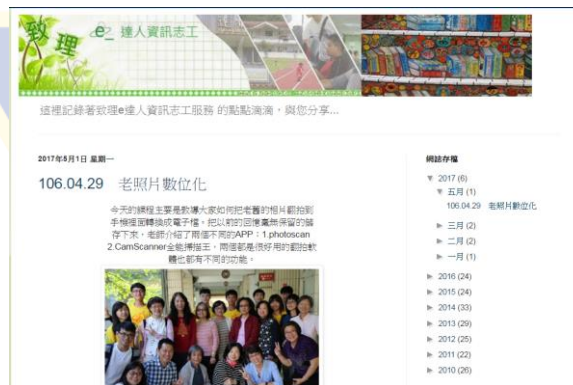 致理 e2 達人資訊志工
這裡記錄著致理e達人資訊志工服務 的點點滴滴，與您分享...
2017年5月1日 星期一
106.04.29 老照片數位化
今天的課程主要是教導大家如何把老舊的相片翻拍到
手機裡面轉換成電子檔。把以前的回憶毫無保留的儲
存下來，老師介紹了兩個不同的APP：1.photoscan
2.CamScanner全能掃描王，兩個都是很好用的翻拍軟
體也都有不同的功能。
網誌存檔
▼ 2017 (6)
▼ 五月 (1)
106.04.29 老照片數位化
► 三月 (2)
► 二月 (2)
► 一月 (1)
► 2016 (24)
► 2015 (24)
► 2014 (33)
► 2013 (29)
► 2012 (25)
► 2011 (22)
► 2010 (26)